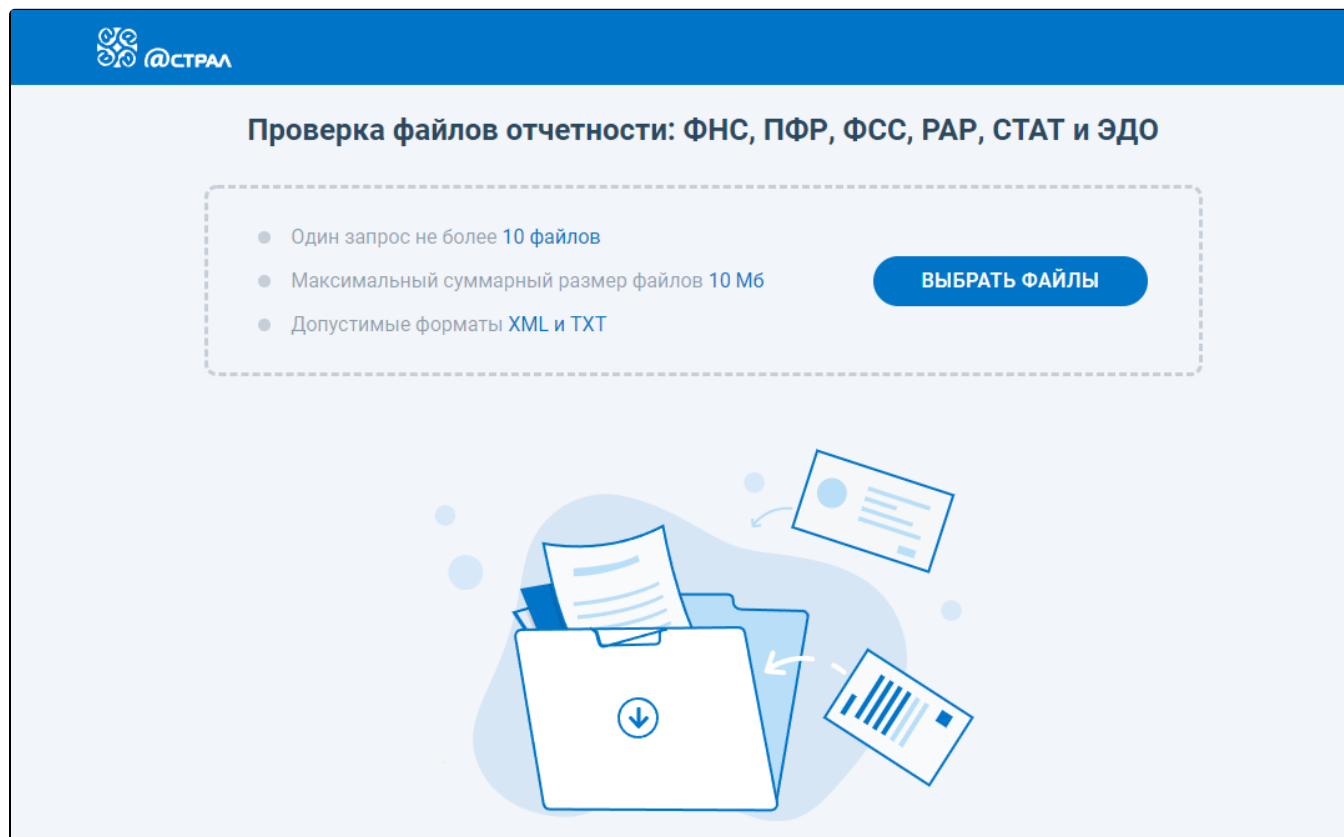 @СТРАЛ
Проверка файлов отчетности: ФНС, ПФР, ФСС, РАР, СТАТ и ЭДО
Один запрос не более 10 файлов
Максимальный суммарный размер файлов 10 Мб
ВЫБРАТЬ ФАЙЛЫ
Допустимые форматы XML и TXT